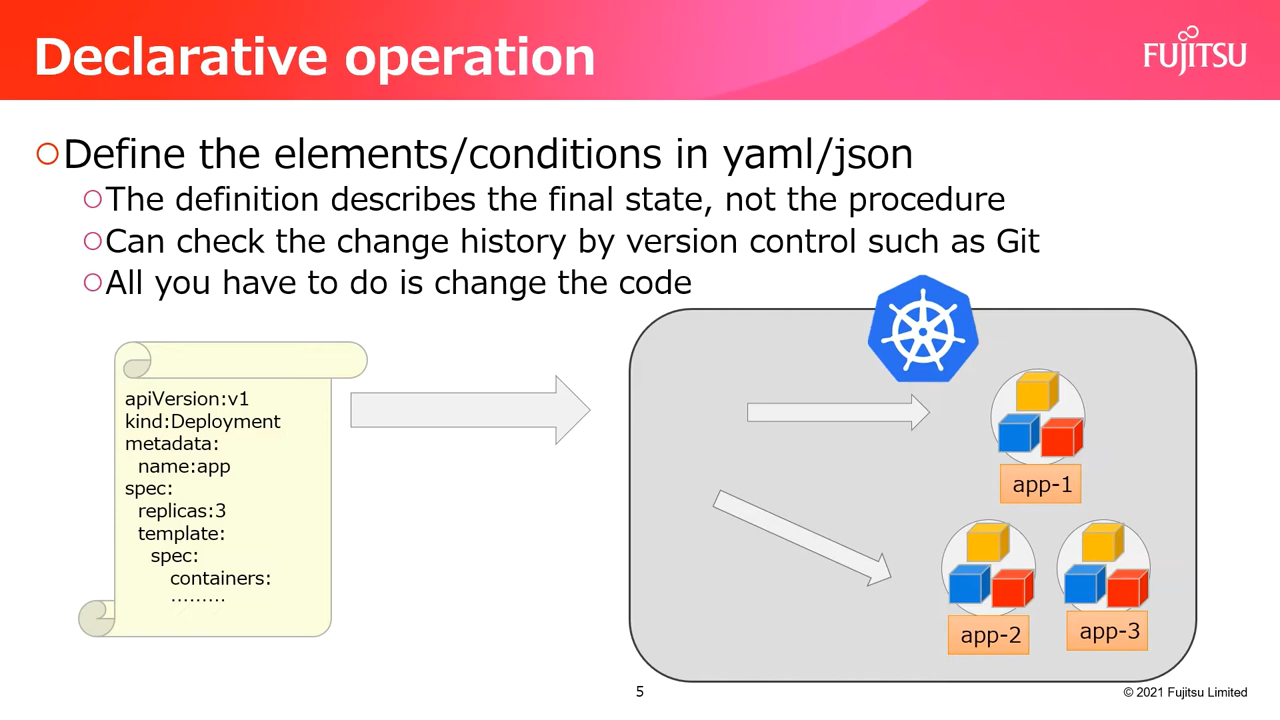 Declarative operation
FUJITSU
Define the elements/conditions in yaml/json
The definition describes the final state, not the procedure
Can check the change history by version control such as Git
All you have to do is change the code
apiVersion:v1
kind:Deployment
metadata:
name:app
spec:
replicas:3
template:
spec:
containers:
………
app-1
app-2
app-3
5
© 2021 Fujitsu Limited